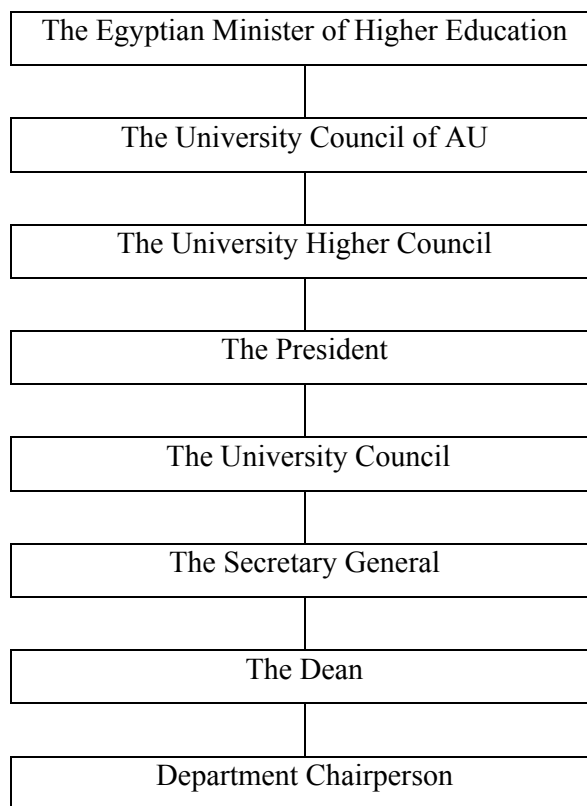 The Egyptian Minister of Higher Education
The University Council of AU
The University Higher Council
The President
The University Council
The Secretary General
The Dean
Department Chairperson